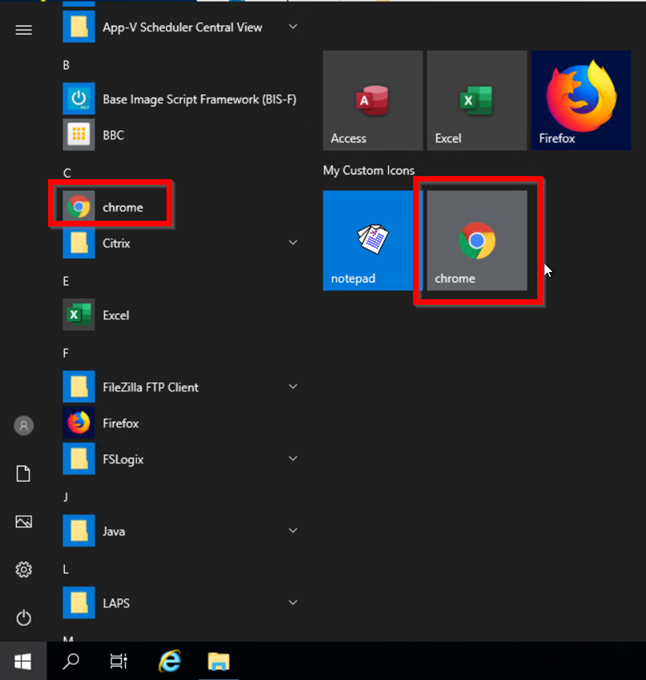 App-V Scheduler Central View
B
Base Image Script Framework (BIS-F)
BBC
C
chrome
Citrix
E
Excel
F
FileZilla FTP Client
Firefox
FSLogix
J
Java
L
LAPS
M
Access
Excel
Firefox
My Custom Icons
notepad
chrome